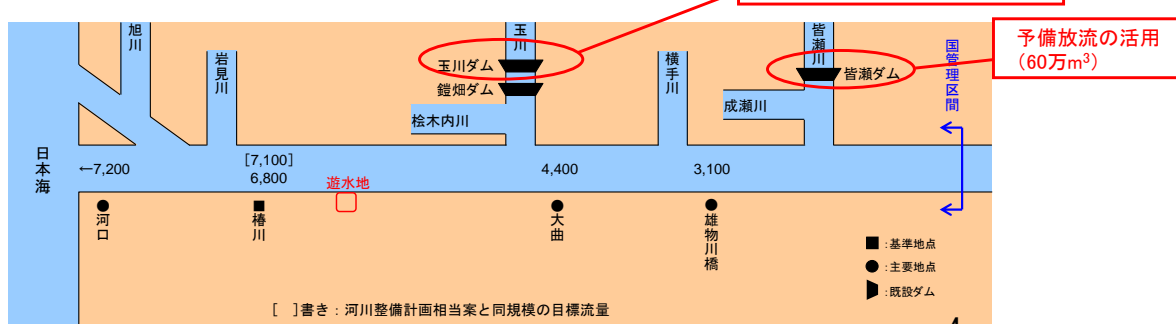 予備放流の活用
(60万m³)
旭川
岩見川
玉川
玉川ダム
鎧畑ダム
桧木内川
横手川
皆瀬川
皆瀬ダム
成瀬川
国管理区間
日本海
←7,200
[7,100]
6,800
遊水地
4,400
3,100
河口
椿川
大曲
雄物川橋
■:基準地点
●:主要地点
:既設ダム
[ ]書き:河川整備計画相当案と同規模の目標流量